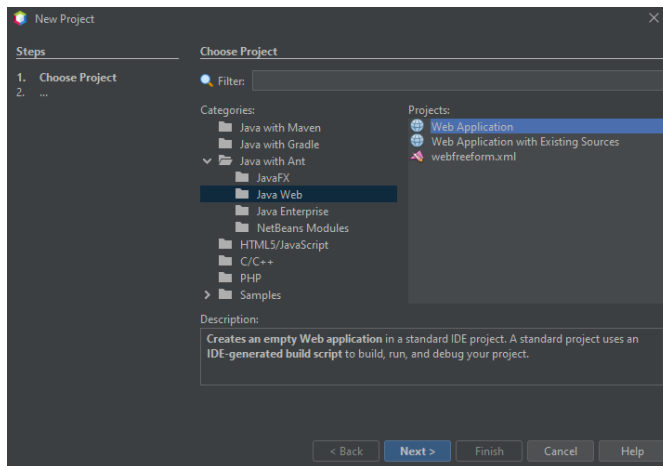 New Project
Steps
1. Choose Project
2. ...
Choose Project
Filter:
Categories:
Java with Maven
Java with Gradle
Java with Ant
JavaFX
Java Web
Java Enterprise
NetBeans Modules
HTML5/JavaScript
C/C++
PHP
Samples
Projects:
Web Application
Web Application with Existing Sources
webfreeform.xml
Description:
Creates an empty Web application in a standard IDE project. A standard project uses an
IDE-generated build script to build, run, and debug your project.
< Back
Next >
Finish
Cancel
Help